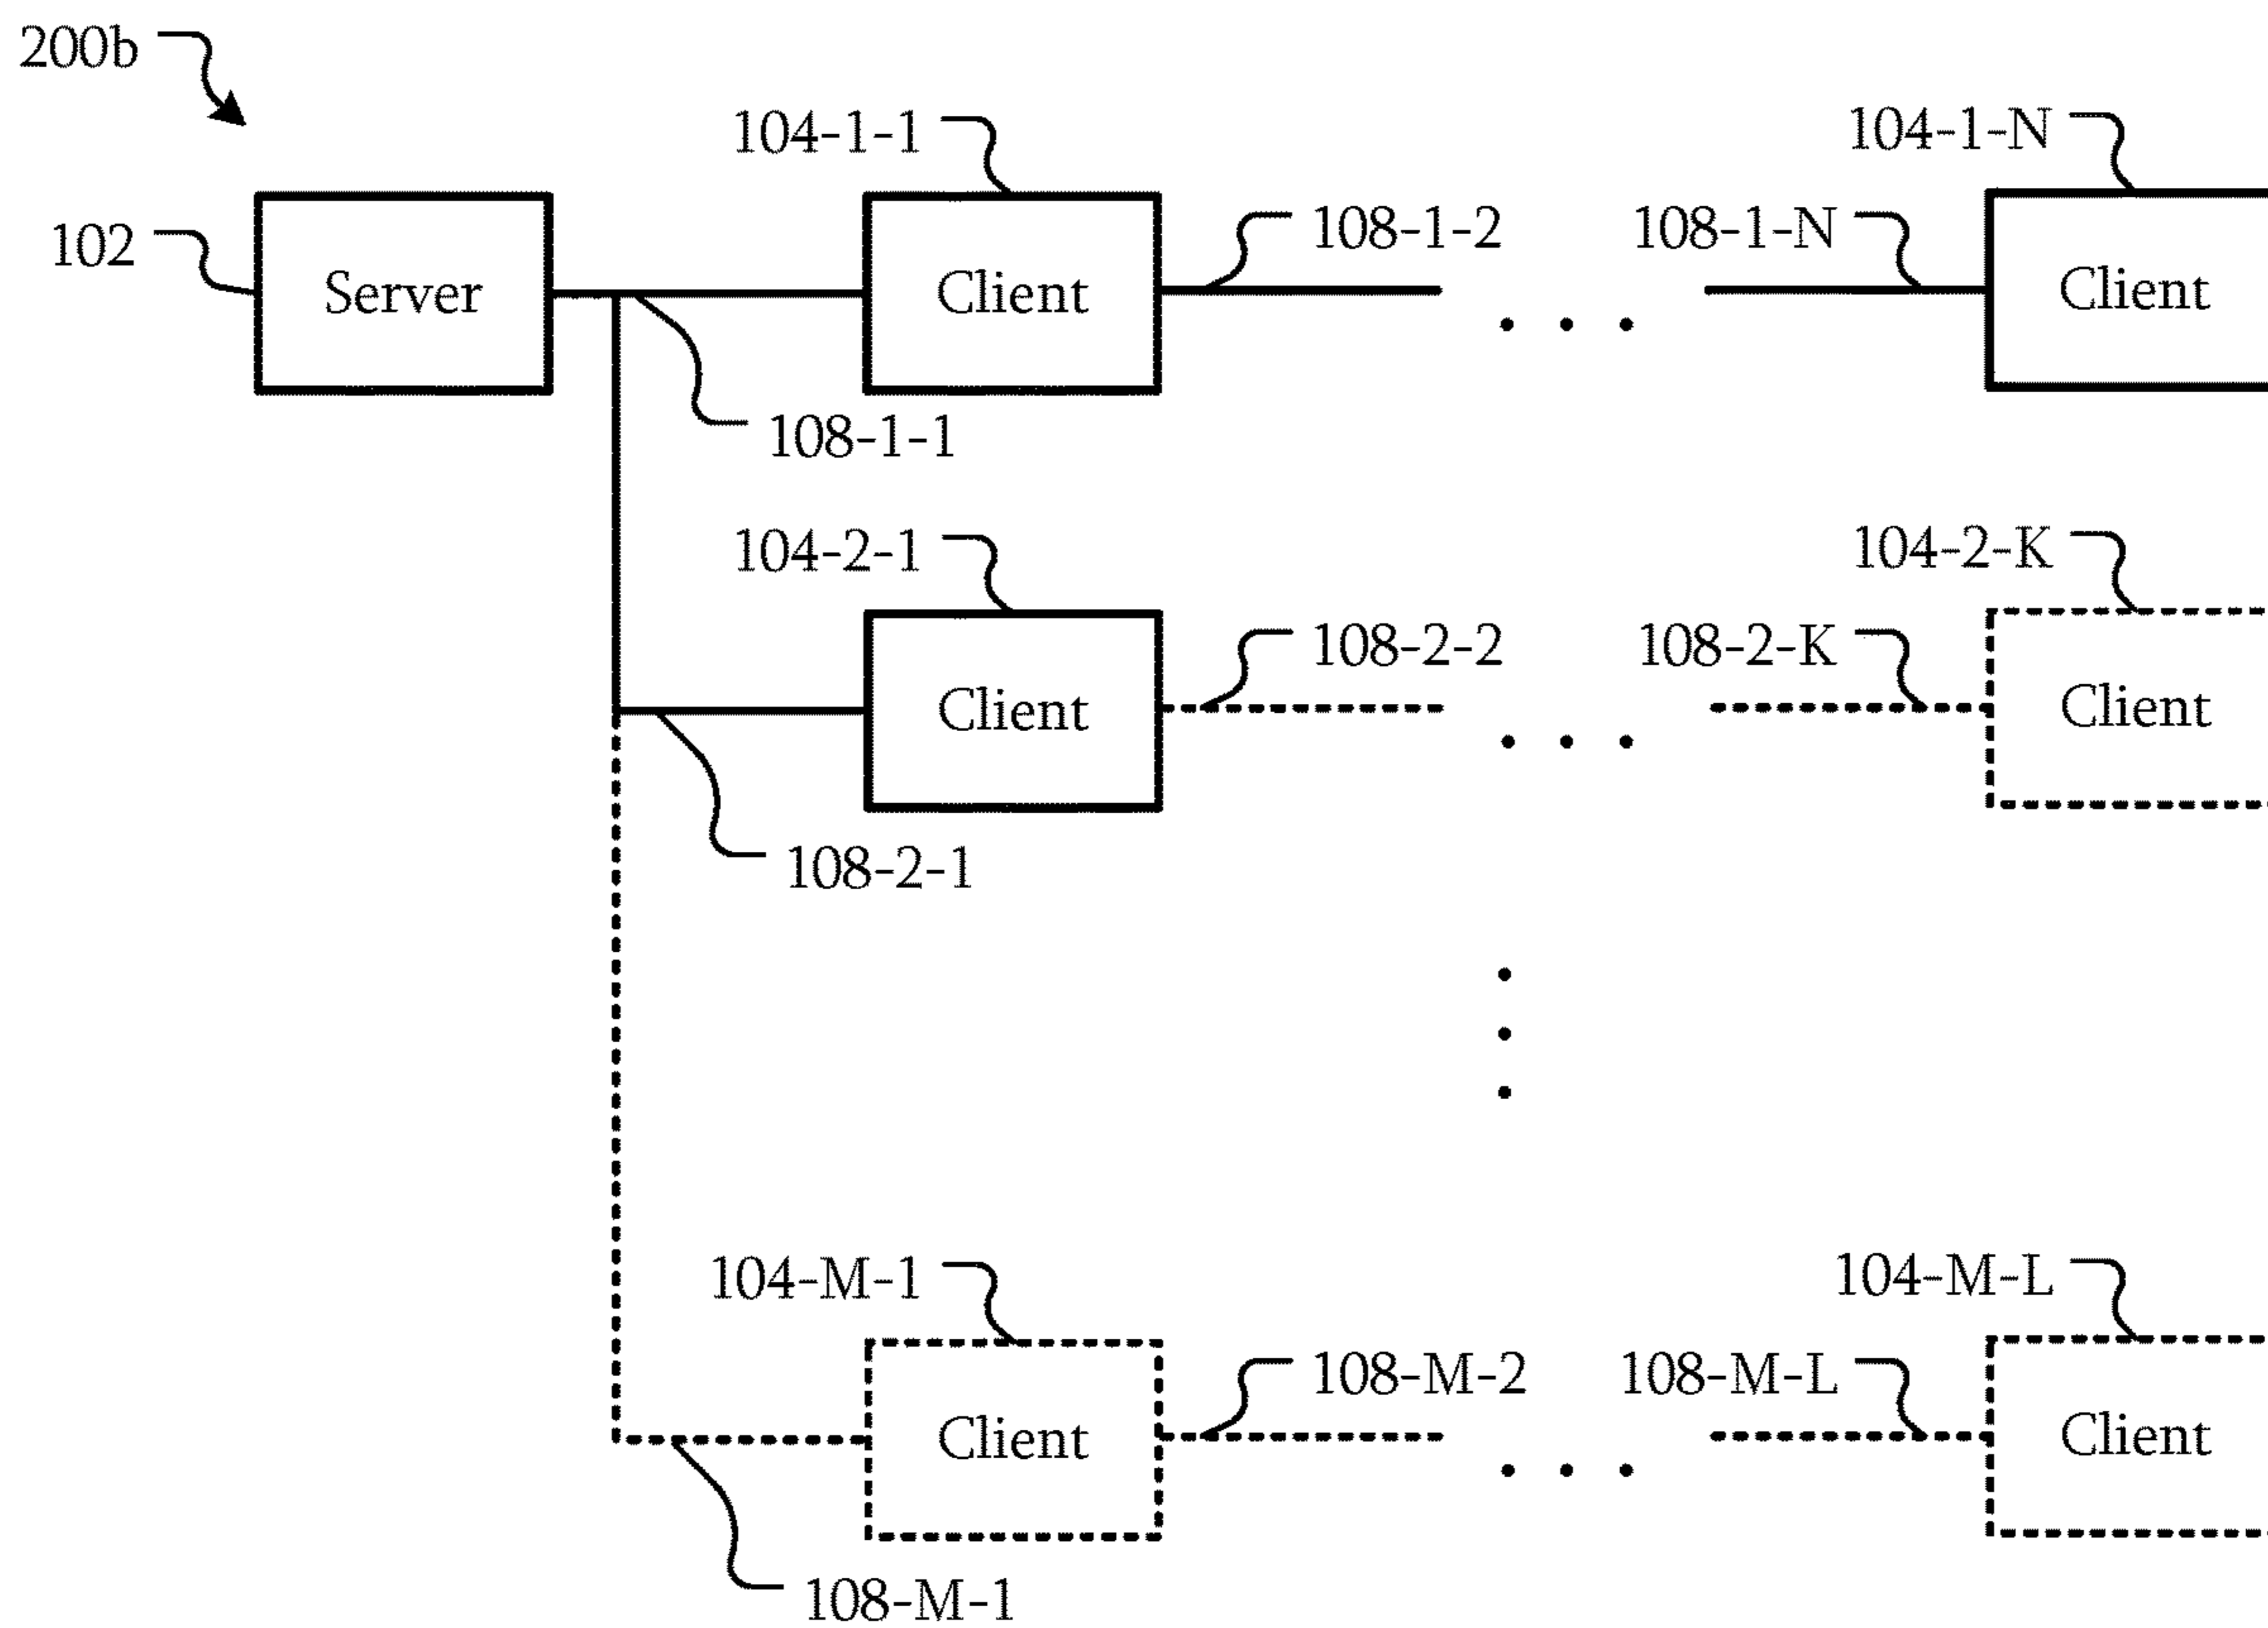 200b
104-1-1
104-1-N
102
Server
Client
108-1-2
108-1-N
Client
108-1-1
104-2-1
104-2-K
Client
108-2-2
108-2-K
Client
108-2-1
104-M-1
104-M-L
Client
108-M-2
108-M-L
Client
108-M-1